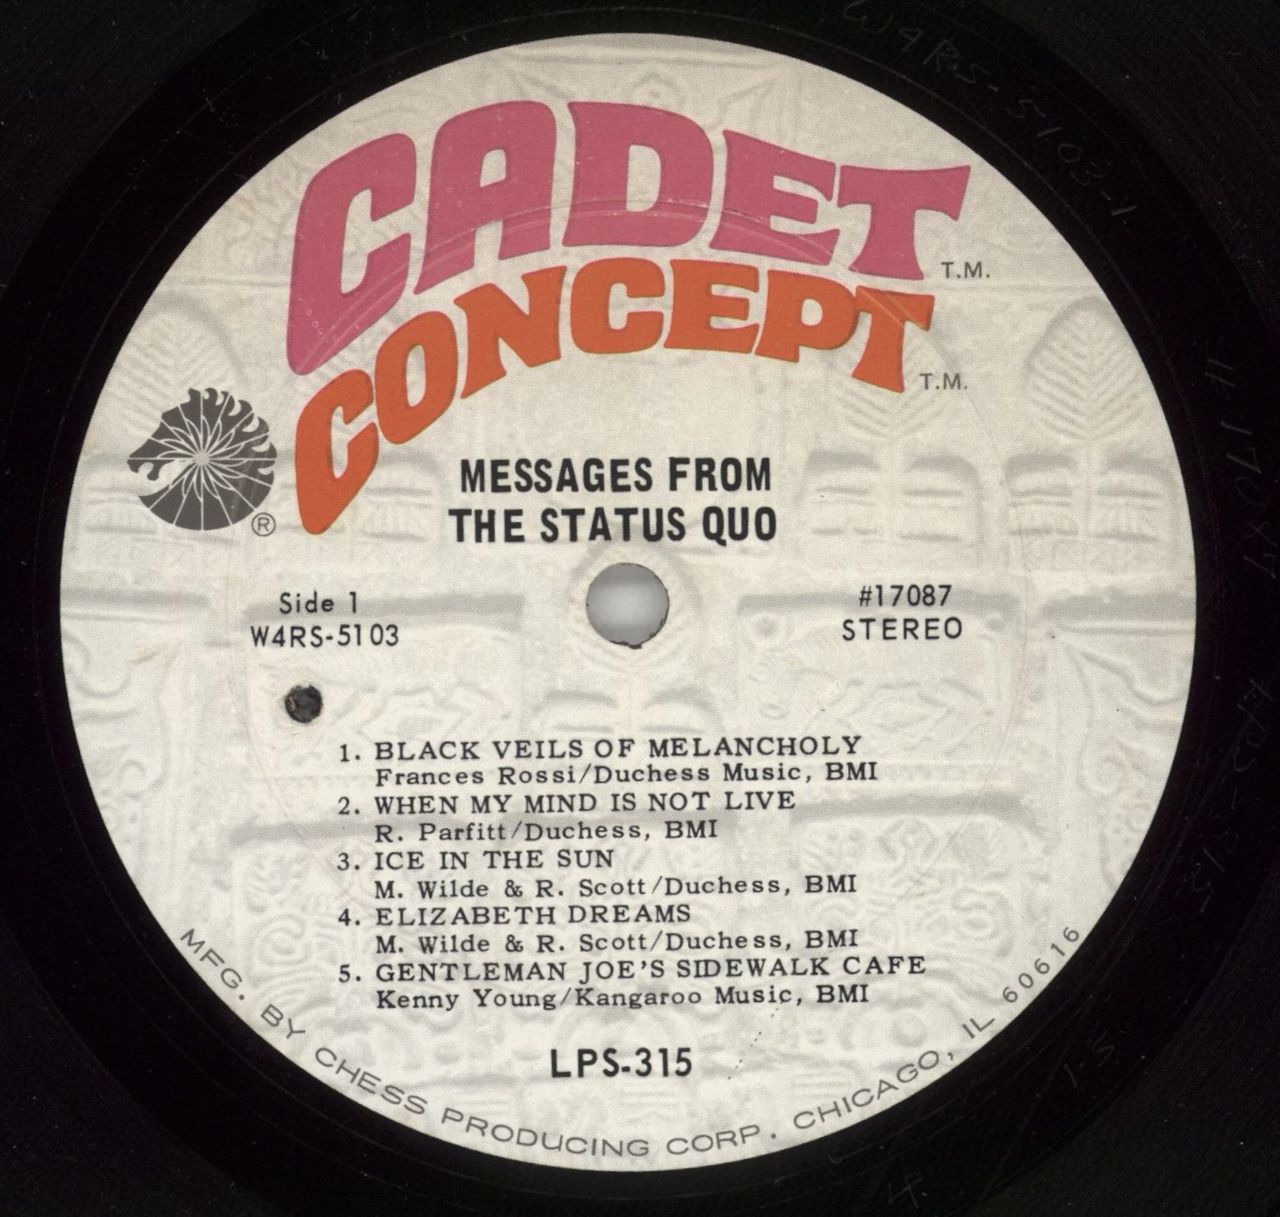 CADET
T.M.
CONCEPT
T.M.
®
MESSAGES FROM
THE STATUS QUO
Side 1
W4RS-5103
#17087
STEREO
1. BLACK VEILS OF MELANCHOLY
Frances Rossi/Duchess Music, BMI
2. WHEN MY MIND IS NOT LIVE
R. Parfitt/Duchess, BMI
3. ICE IN THE SUN
M. Wilde & R. Scott/Duchess, BMI
4. ELIZABETH DREAMS
M. Wilde & R. Scott/Duchess, BMI
5. GENTLEMAN JOE'S SIDEWALK CAFE
Kenny Young/Kangaroo Music, BMI
LPS-315
MFG. BY CHESS PRODUCING CORP. CHICAGO, IL 60616
W4RS-5103-1